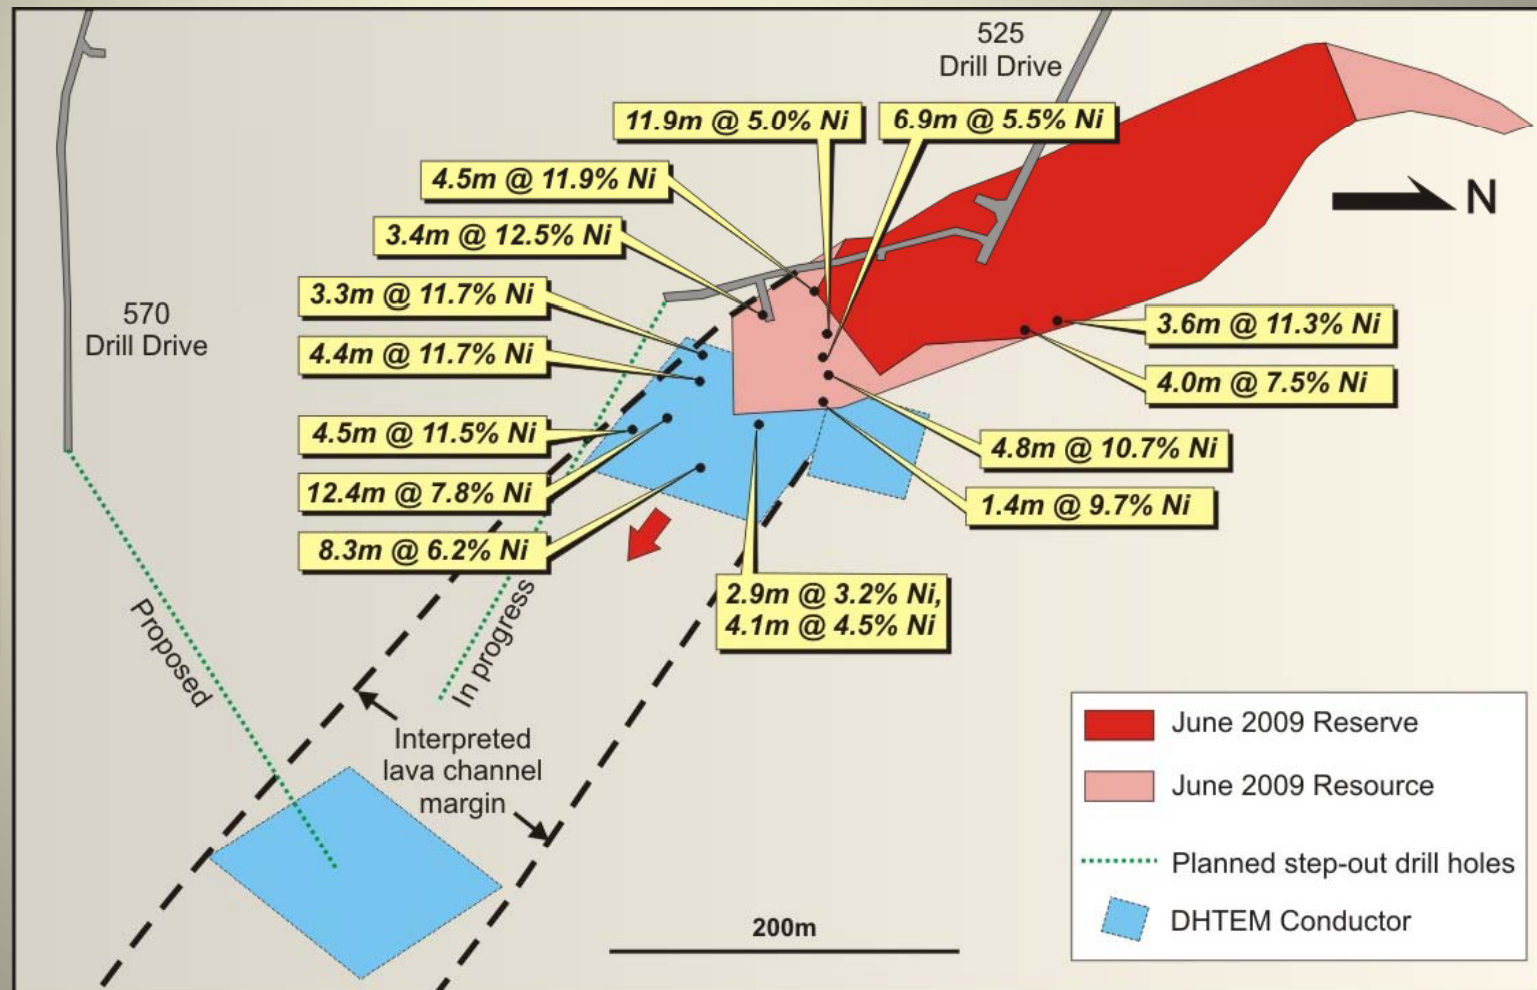 525
Drill Drive
11.9m @ 5.0% Ni
6.9m @ 5.5% Ni
4.5m @ 11.9% Ni
3.4m @ 12.5% Ni
N
3.3m @ 11.7% Ni
570
Drill Drive
3.6m @ 11.3% Ni
4.4m @ 11.7% Ni
4.0m @ 7.5% Ni
4.5m @ 11.5% Ni
4.8m @ 10.7% Ni
12.4m @ 7.8% Ni
1.4m @ 9.7% Ni
8.3m @ 6.2% Ni
2.9m @ 3.2% Ni,
4.1m @ 4.5% Ni
Proposed
In progress
Interpreted
lava channel
margin
June 2009 Reserve
June 2009 Resource
Planned step-out drill holes
DHTEM Conductor
200m